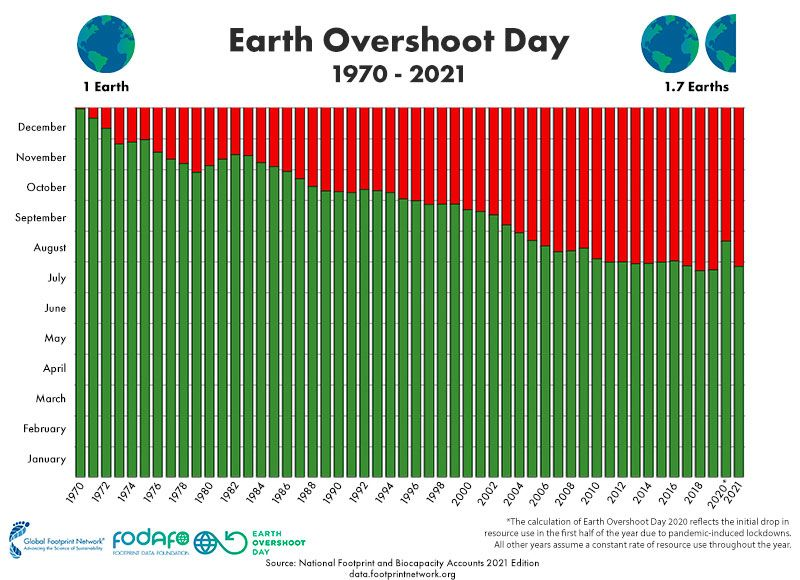 Earth Overshoot Day
1970 - 2021
1 Earth
1.7 Earths
December
November
October
September
August
July
June
May
April
March
February
January
1970
1972
1974
1976
1978
1980
1982
1984
1986
1988
1990
1992
1994
1996
1998
2000
2002
2004
2006
2008
2010
2012
2014
2016
2018
2020*
2021
Global Footprint Network®
Advancing the Science of Sustainability
FODAFO
FOOTPRINT DATA FOUNDATION
EARTH
OVERSHOOT
DAY
*The calculation of Earth Overshoot Day 2020 reflects the initial drop in
resource use in the first half of the year due to pandemic-induced lockdowns.
All other years assume a constant rate of resource use throughout the year.
Source: National Footprint and Biocapacity Accounts 2021 Edition
data.footprintnetwork.org